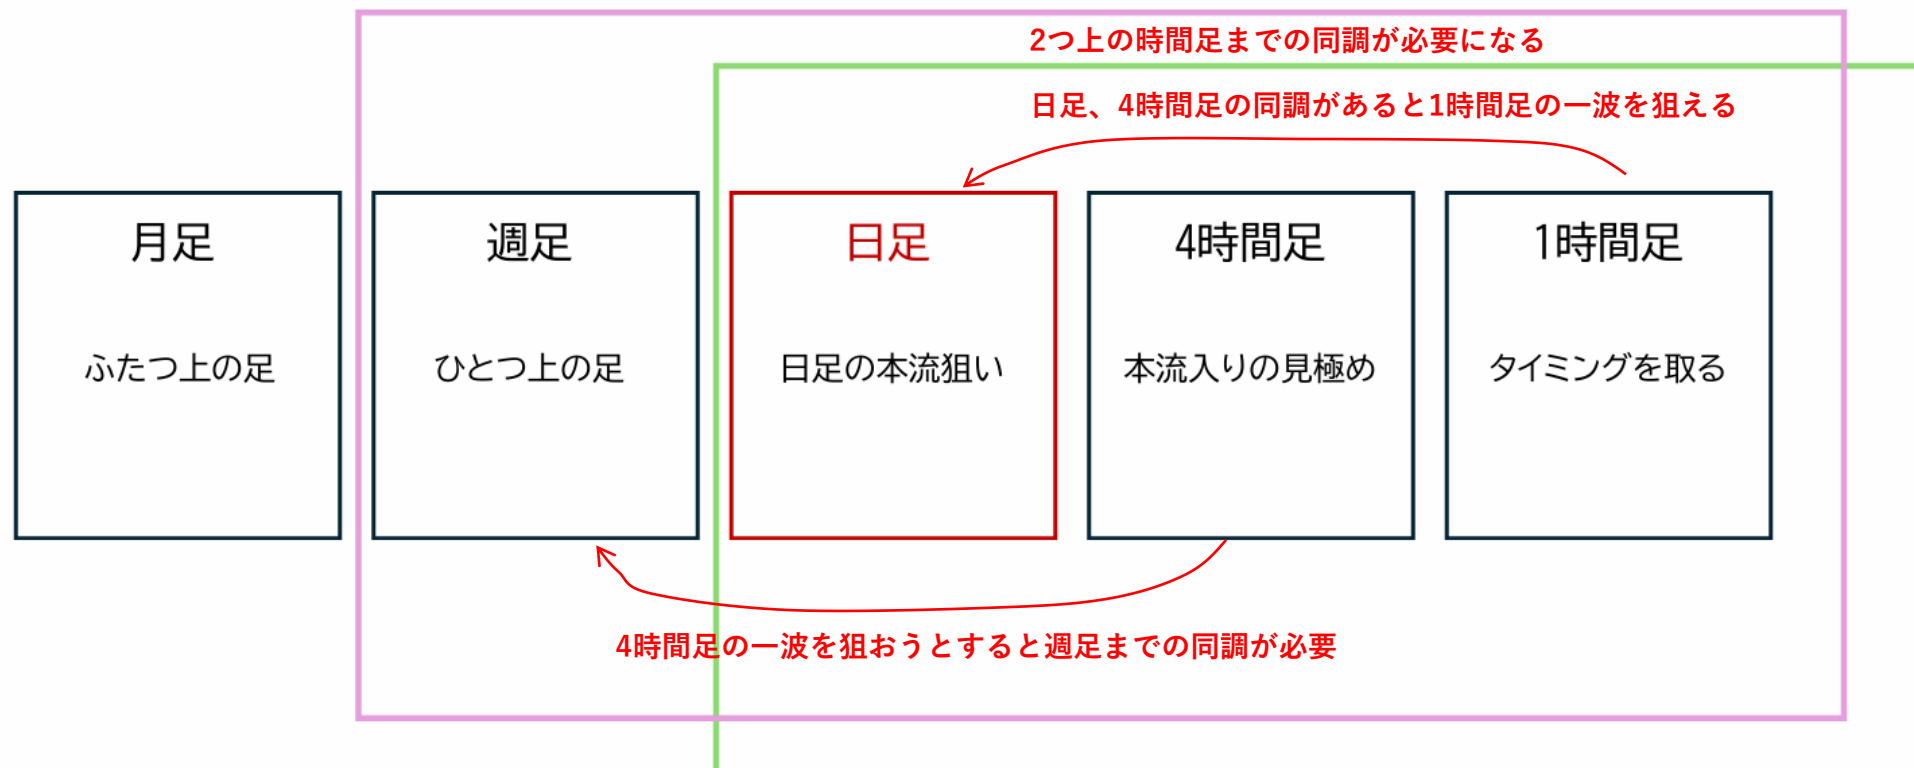 2つ上の時間足までの同調が必要になる
日足、4時間足の同調があると1時間足の一波を狙える
月足
ふたつ上の足
週足
ひとつ上の足
日足
日足の本流狙い
4時間足
本流入りの見極め
1時間足
タイミングを取る
4時間足の一波を狙おうとすると週足までの同調が必要